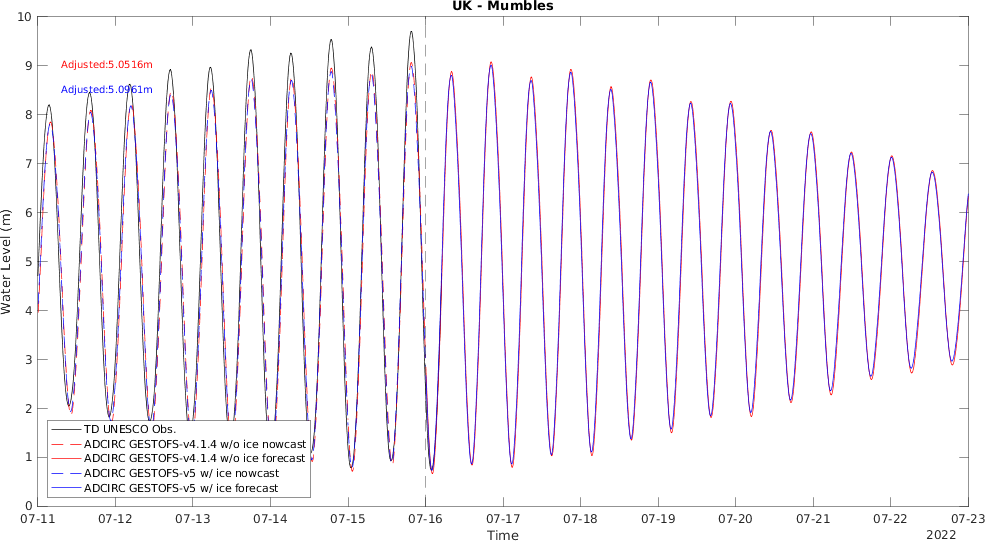 UK - Mumbles
10
9
8
7
6
5
4
3
2
1
0
Water Level (m)
Adjusted:5.0516m
Adjusted:5.0961m
TD UNESCO Obs.
ADCIRC GESTOFS-v4.1.4 w/o ice nowcast
ADCIRC GESTOFS-v4.1.4 w/o ice forecast
ADCIRC GESTOFS-v5 w/ ice nowcast
ADCIRC GESTOFS-v5 w/ ice forecast
07-11 07-12 07-13 07-14 07-15 07-16 07-17 07-18 07-19 07-20 07-21 07-22 07-23
Time
2022